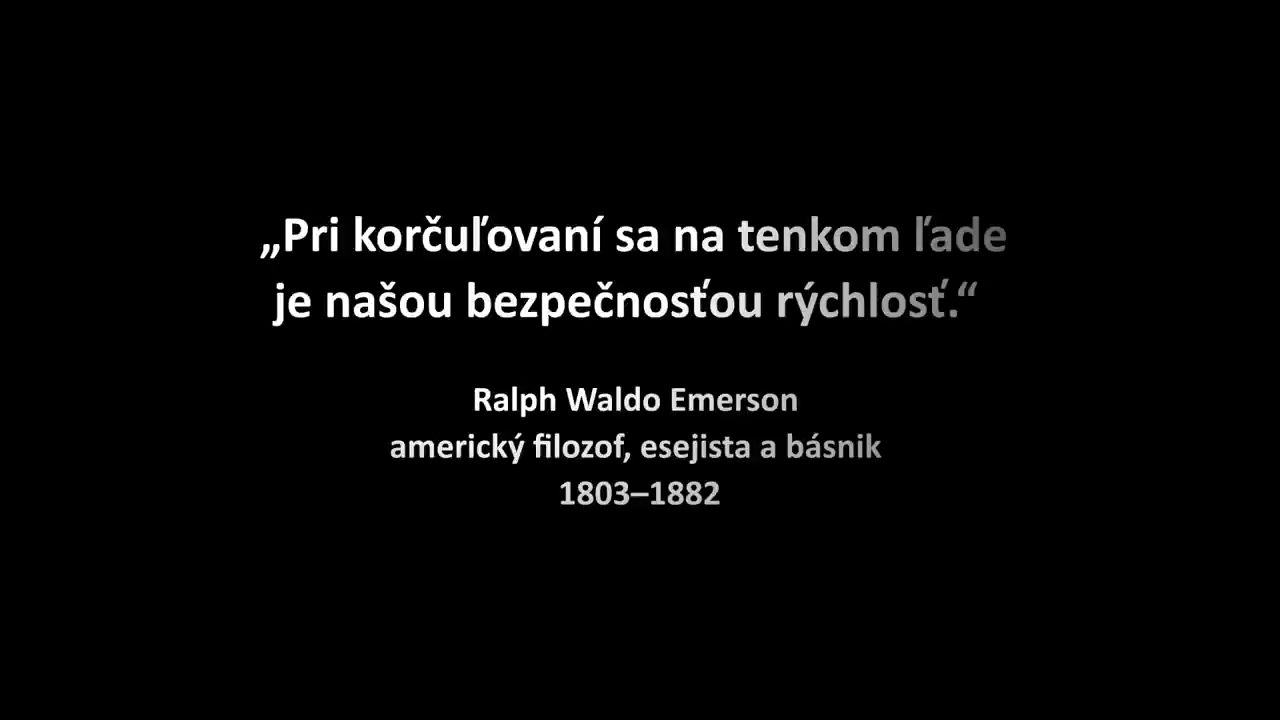 „Pri korčuľovaní sa na tenkom ľade
je našou bezpečnosťou rýchlosť.“
Ralph Waldo Emerson
americký filozof, esejista a básnik
1803–1882